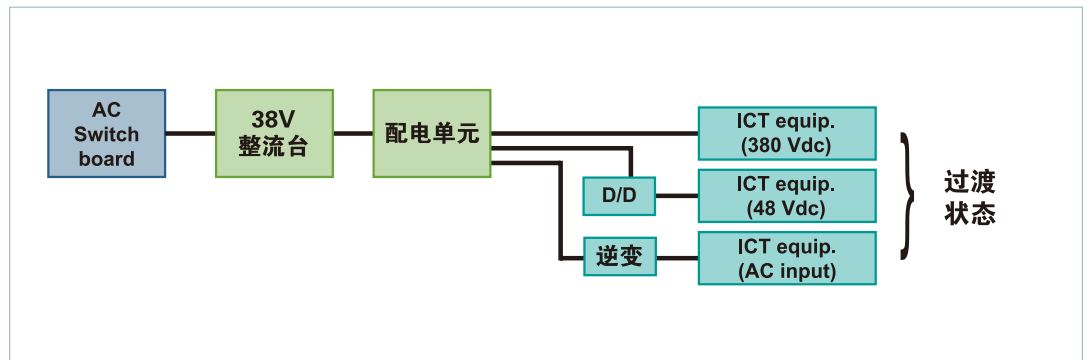 AC
Switch
board
38V
整流台
配电单元
ICT equip.
(380 Vdc)
D/D
ICT equip.
(48 Vdc)
逆变
ICT equip.
(AC input)
过渡
状态